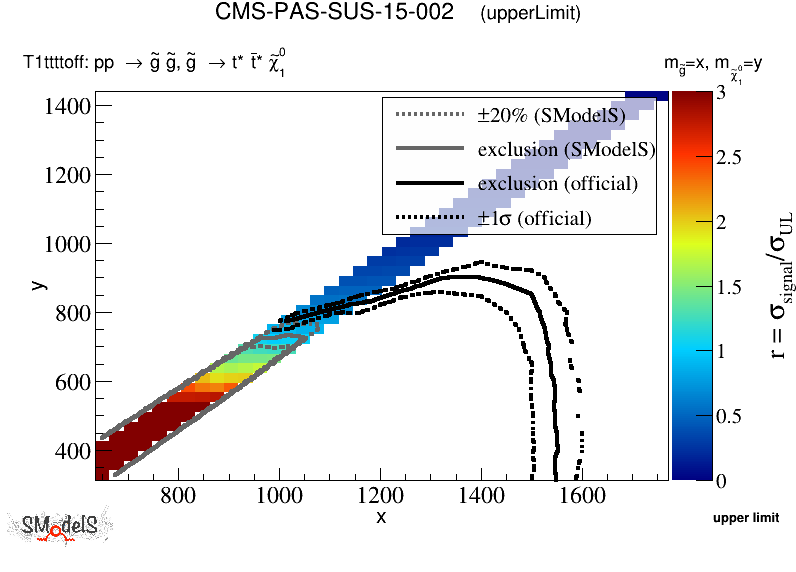 CMS-PAS-SUS-15-002 (upperLimit)
T1ttttoff: pp → g̃ g̃, g̃ → t* t̄* χ̃₁⁰
m_g̃=x, m_χ̃₁⁰=y
±20% (SModelS)
exclusion (SModelS)
exclusion (official)
±1σ (official)
1400
1200
1000
800
600
400
y
800 1000 1200 1400 1600
x
3
2.5
2
1.5
1
0.5
0
r = σ_signal/σ_UL
SModelS
upper limit